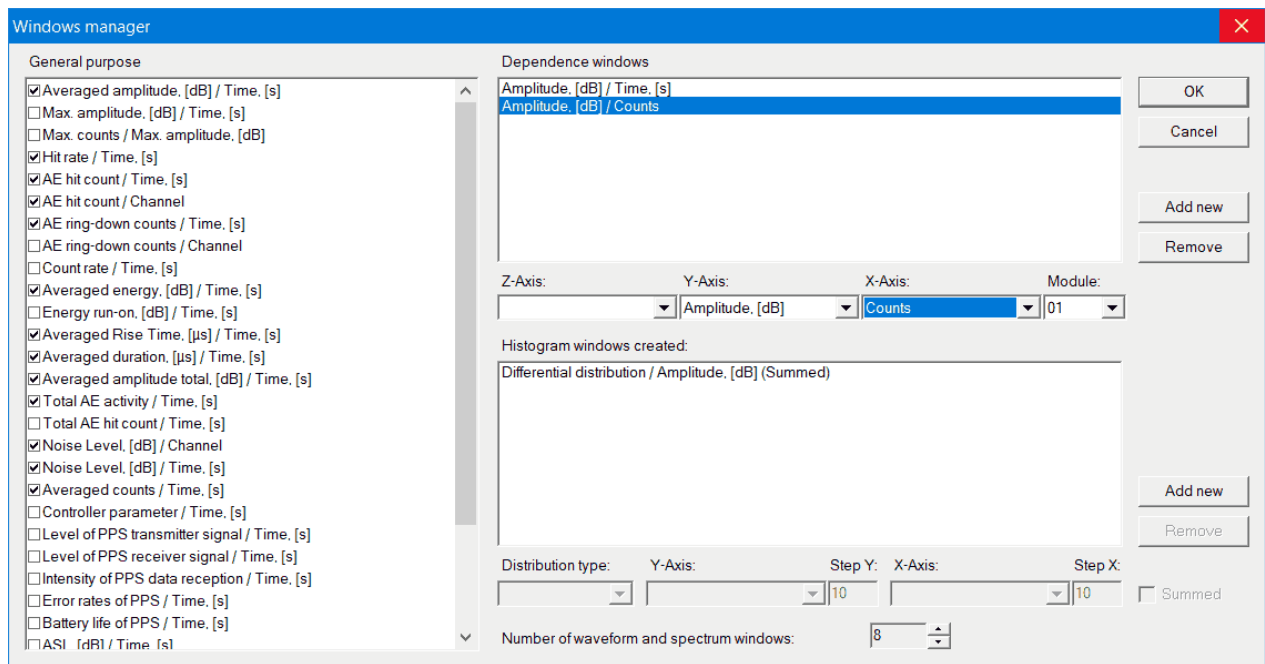 Windows manager
General purpose
Averaged amplitude, [dB] / Time, [s]
Max. amplitude, [dB] / Time, [s]
Max. counts / Max. amplitude, [dB]
Hit rate / Time, [s]
AE hit count / Time, [s]
AE hit count / Channel
AE ring-down counts / Time, [s]
AE ring-down counts / Channel
Count rate / Time, [s]
Averaged energy, [dB] / Time, [s]
Energy run-on, [dB] / Time, [s]
Averaged Rise Time, [μs] / Time, [s]
Averaged duration, [μs] / Time, [s]
Averaged amplitude total, [dB] / Time, [s]
Total AE activity / Time, [s]
Total AE hit count / Time, [s]
Noise Level, [dB] / Channel
Noise Level, [dB] / Time, [s]
Averaged counts / Time, [s]
Controller parameter / Time, [s]
Level of PPS transmitter signal / Time, [s]
Level of PPS receiver signal / Time, [s]
Intensity of PPS data reception / Time, [s]
Error rates of PPS / Time, [s]
Battery life of PPS / Time, [s]
ASL, [dB] / Time, [s]
Dependence windows
Amplitude, [dB] / Time, [s]
Amplitude, [dB] / Counts
OK
Cancel
Add new
Remove
Z-Axis: Y-Axis: X-Axis: Module:
Amplitude, [dB] Counts 01
Histogram windows created:
Differential distribution / Amplitude, [dB] (Summed)
Add new
Remove
Distribution type: Y-Axis: Step Y: X-Axis: Step X:
10 10 Summed
Number of waveform and spectrum windows: 8